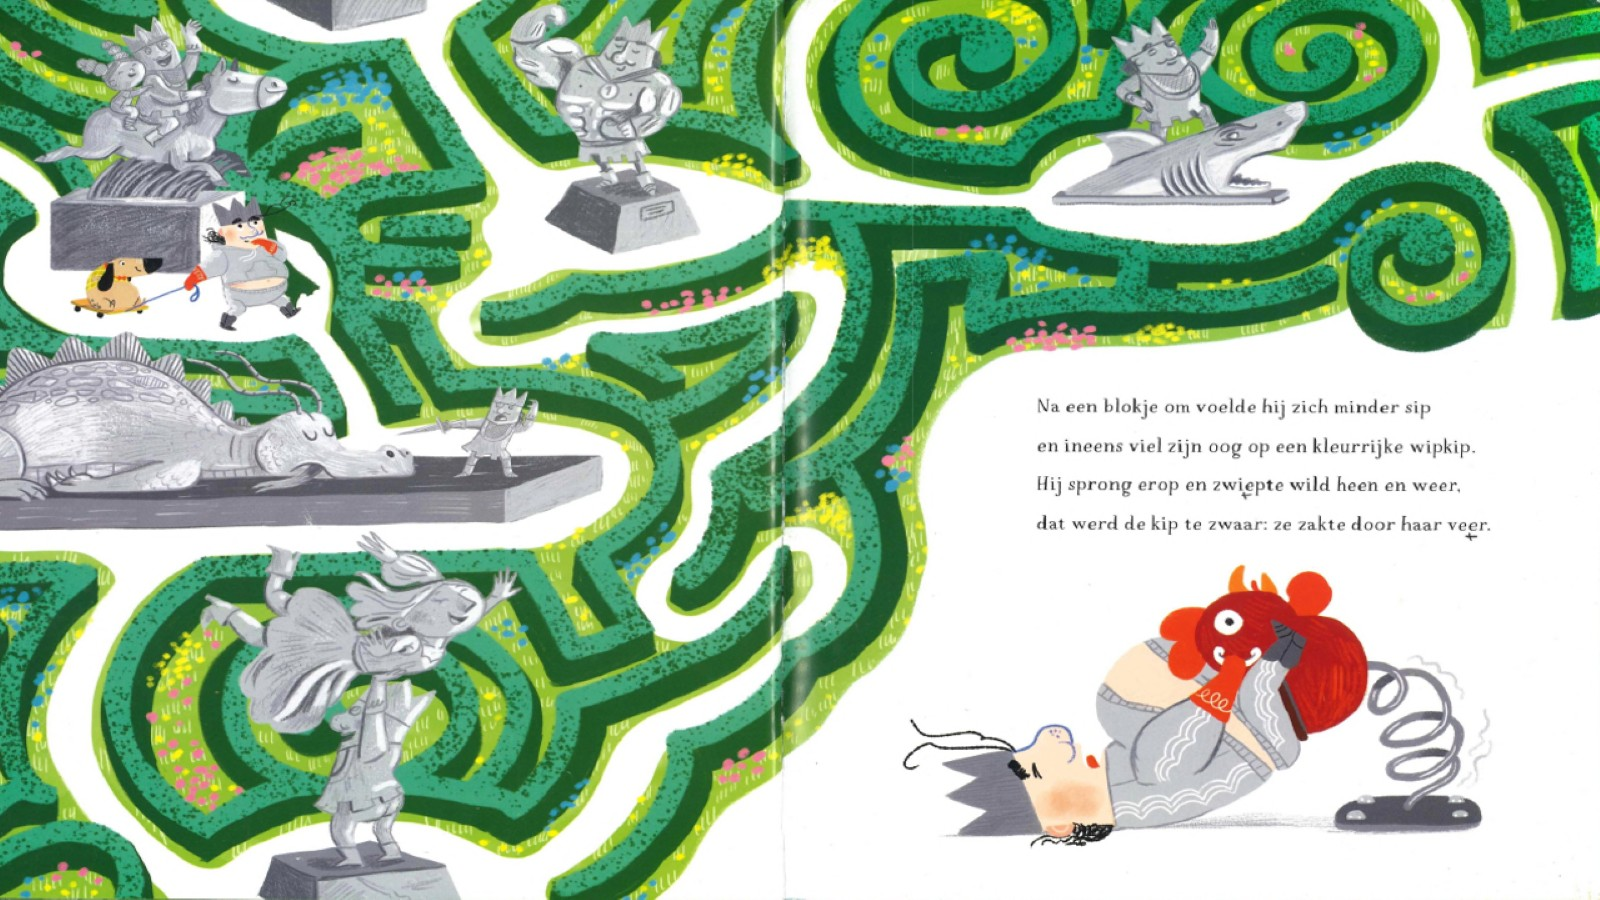 Na een blokje om voelde hij zich minder sip
en ineens viel zijn oog op een kleurrijke wipkip.
Hij sprong erop en zwiepte wild heen en weer,
dat werd de kip te zwaar: ze zakte door haar veer.